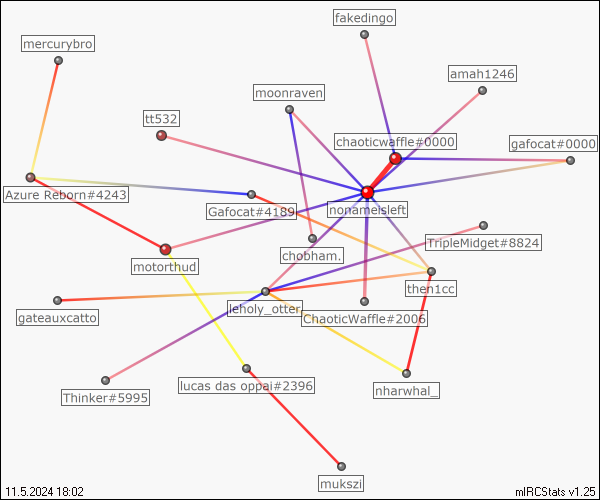 fakedingo
mercurybro
amah1246
moonraven
tt532
chaoticwaffle#0000
gafocat#0000
Azure Reborn#4243
Gafocat#4189
nonameisleft
TripleMidget#8824
chobham.
motorthud
then1cc
leholy_otter
gateauxcatto
ChaoticWaffle#2006
lucas das oppai#2396
nharwhal_
Thinker#5995
mukszi
11.5.2024 18:02
mIRCStats v1.25